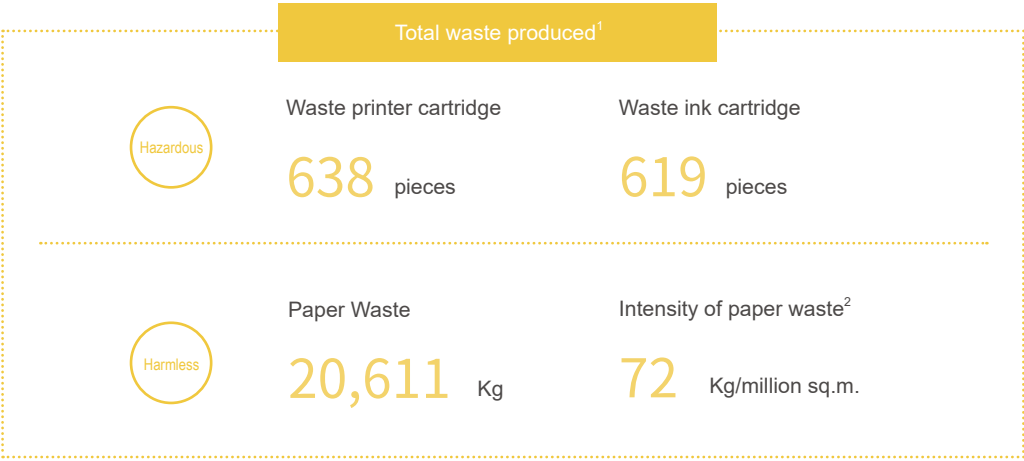 Total waste produced1
Waste printer cartridge
Waste ink cartridge
Hazardous
638 pieces
619 pieces
Paper Waste
Intensity of paper waste2
Harmless
20,611 Kg
72 Kg/million sq.m.